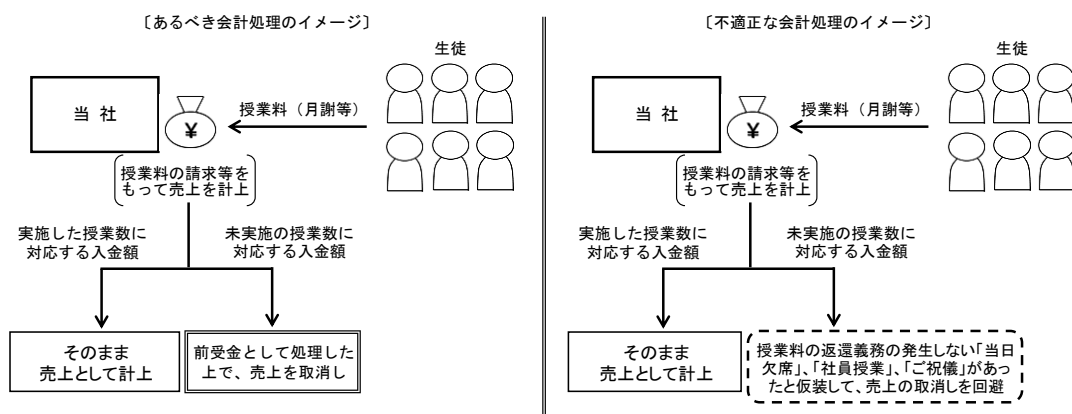 〔あるべき会計処理のイメージ〕
生徒
当 社
¥
授業料（月謝等）
授業料の請求等を
もって売上を計上
実施した授業数に
対応する入金額
未実施の授業数に
対応する入金額
そのまま
売上として計上
前受金として処理した
上で、売上を取消し
〔不適正な会計処理のイメージ〕
生徒
当 社
¥
授業料（月謝等）
授業料の請求等を
もって売上を計上
実施した授業数に
対応する入金額
未実施の授業数に
対応する入金額
そのまま
売上として計上
授業料の返還義務の発生しない「当日
欠席」、「社員授業」、「ご祝儀」があっ
たと仮装して、売上の取消しを回避